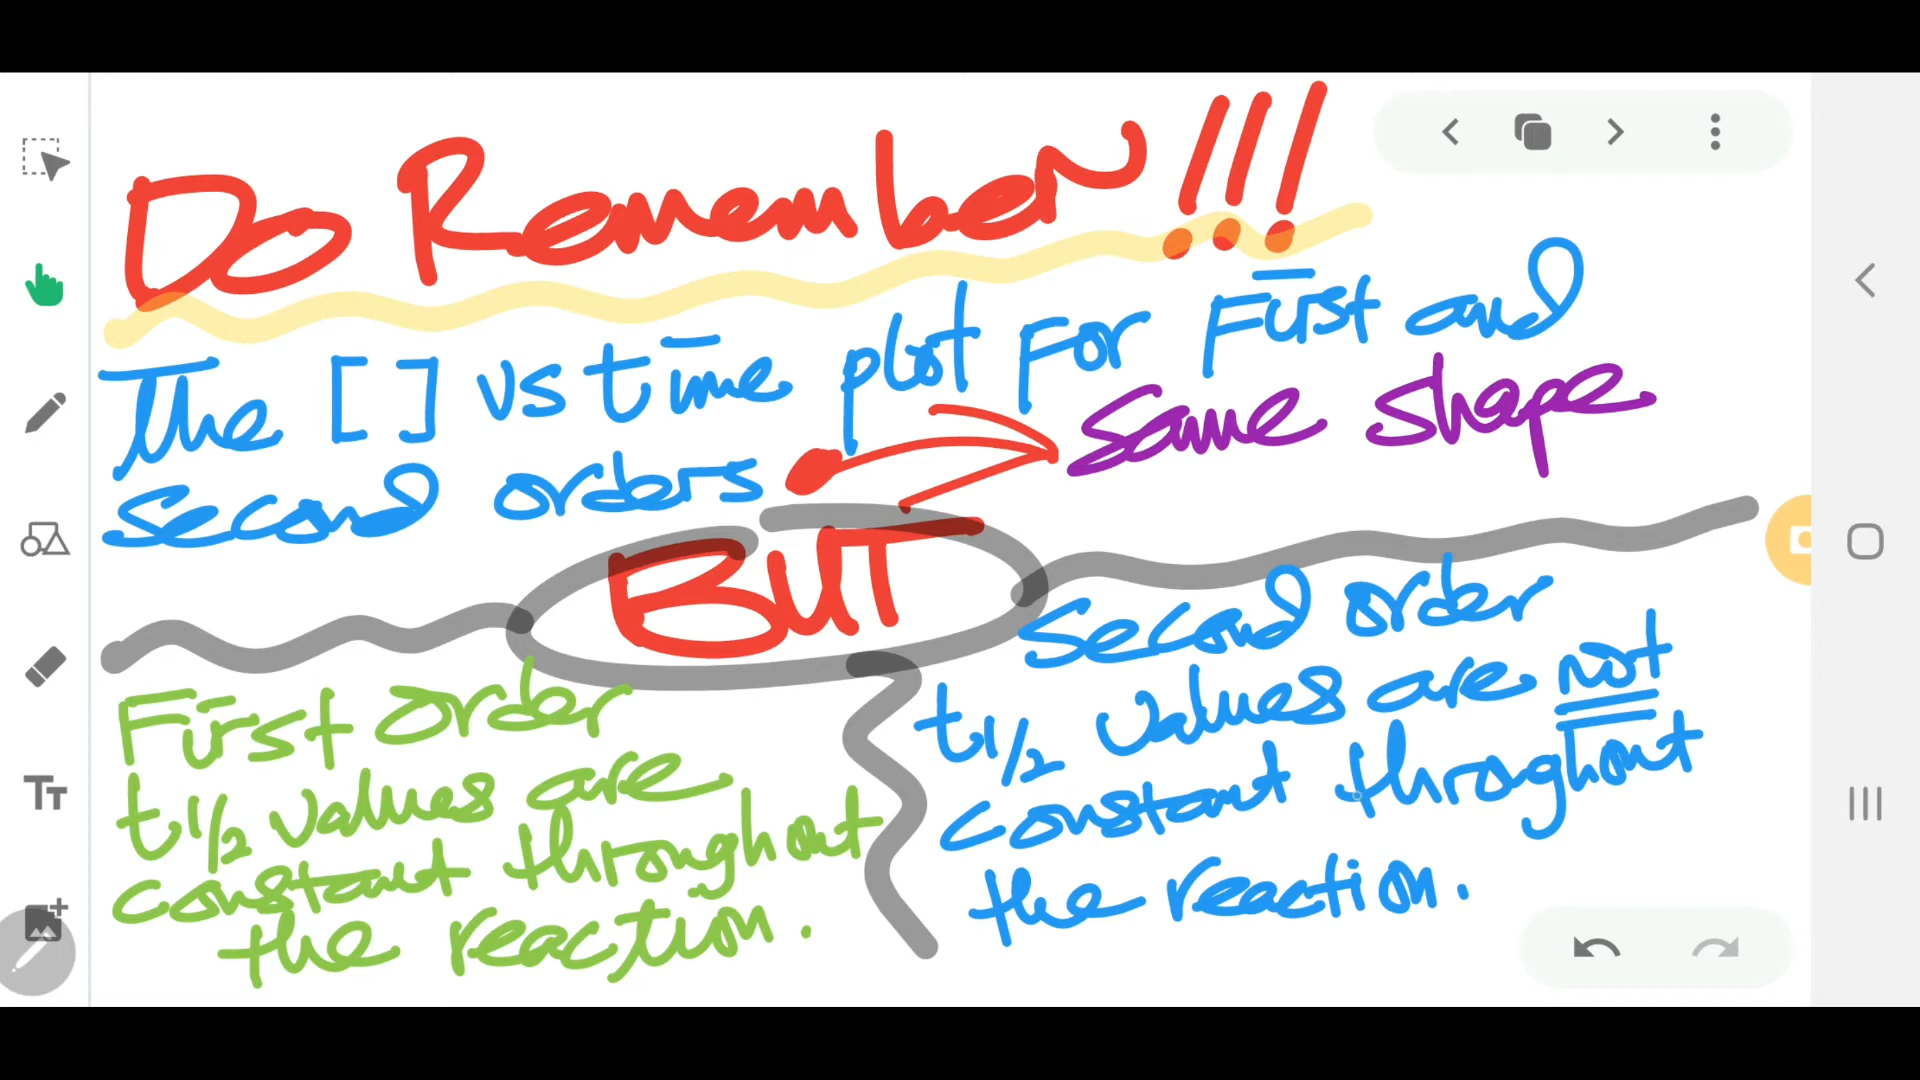 Do Remember!!!
The [ ] vs time plot for First and
second orders → same shape
BUT
First order
t1/2 values are
constant throughout
the reaction.
second order
t1/2 values are not
constant throughout
the reaction.
TT